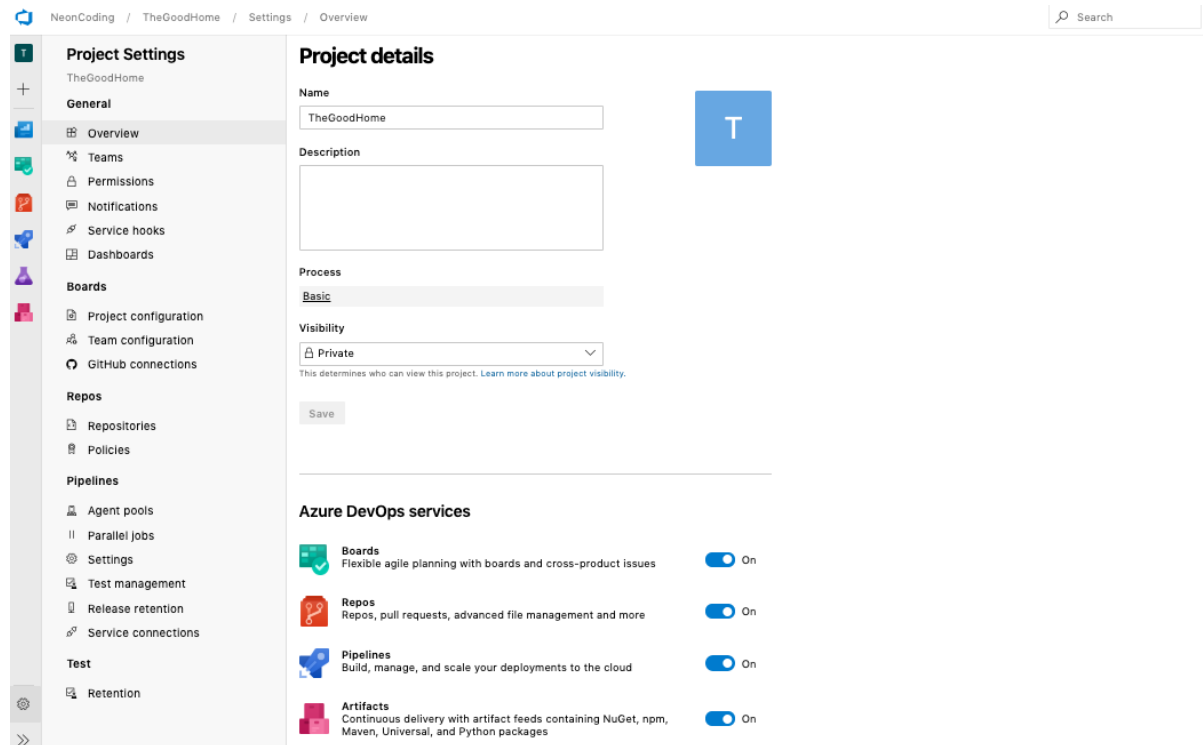 NeonCoding / TheGoodHome / Settings / Overview
Search
T
Project Settings
TheGoodHome
General
Overview
Teams
Permissions
Notifications
Service hooks
Dashboards
Boards
Project configuration
Team configuration
GitHub connections
Repos
Repositories
Policies
Pipelines
Agent pools
Parallel jobs
Settings
Test management
Release retention
Service connections
Test
Retention
Project details
Name
TheGoodHome
T
Description
Process
Basic
Visibility
Private
This determines who can view this project. Learn more about project visibility.
Save
Azure DevOps services
Boards
Flexible agile planning with boards and cross-product issues
On
Repos
Repos, pull requests, advanced file management and more
On
Pipelines
Build, manage, and scale your deployments to the cloud
On
Artifacts
Continuous delivery with artifact feeds containing NuGet, npm,
Maven, Universal, and Python packages
On